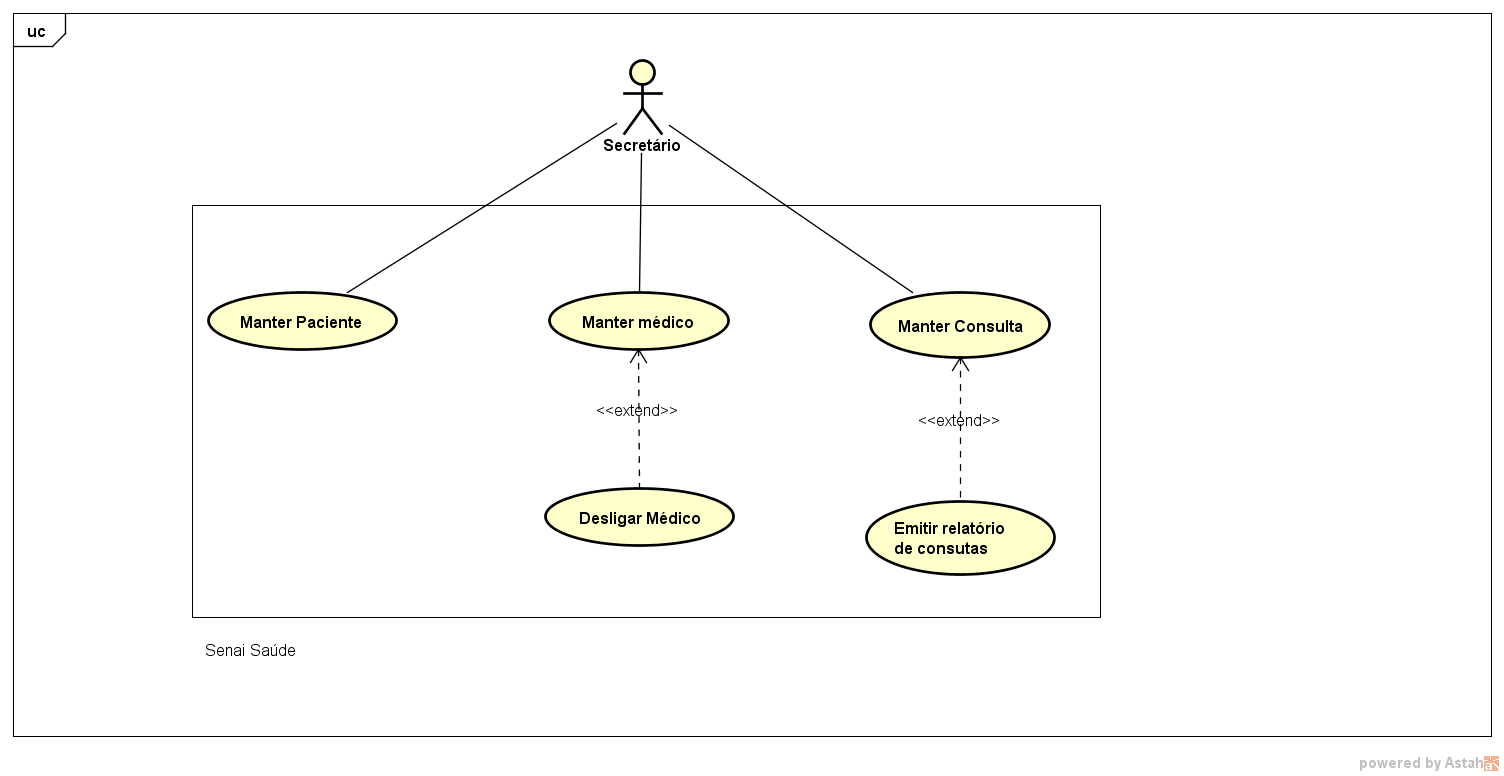 uc
Secretário
Manter Paciente
Manter médico
Manter Consulta
<<extend>>
<<extend>>
Desligar Médico
Emitir relatório
de consutas
Senai Saúde
powered by Astah